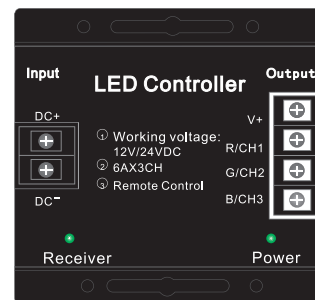 Input
LED Controller
Output
DC+
V+
① Working voltage:
12V/24VDC
R/CH1
② 6AX3CH
G/CH2
③ Remote Control
B/CH3
DC-
Receiver
Power